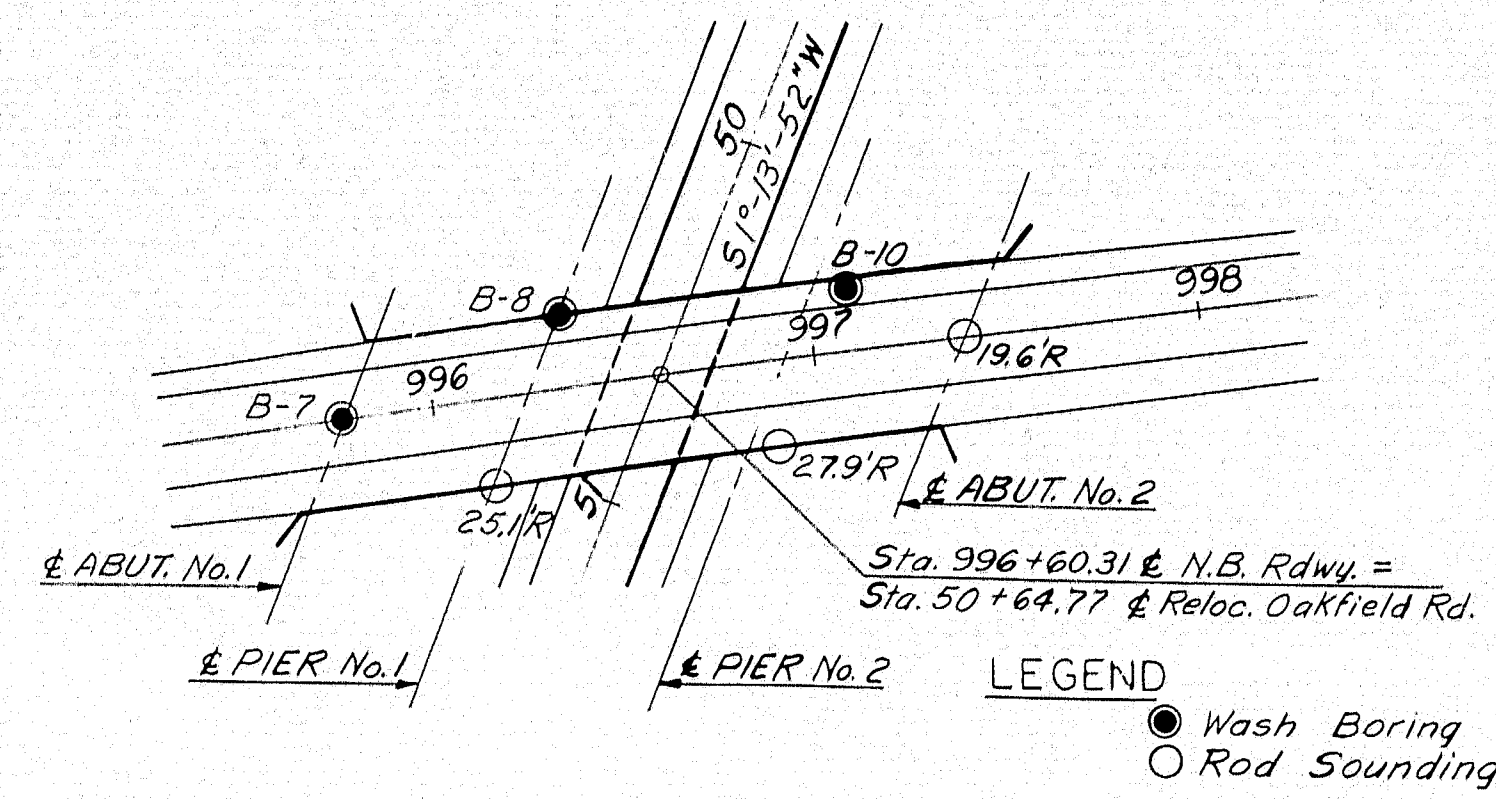 50
S 1°-13'-52" W
B-10
998
B-8
997
19.6'R
996
B-7
27.9'R
℄ ABUT. No. 2
25.1'R
51
℄ ABUT. No. 1
Sta. 996+60.31 ℄ N.B. Rdwy. =
Sta. 50+64.77 ℄ Reloc. Oakfield Rd.
℄ PIER No. 1
℄ PIER No. 2
LEGEND
Wash Boring
Rod Sounding